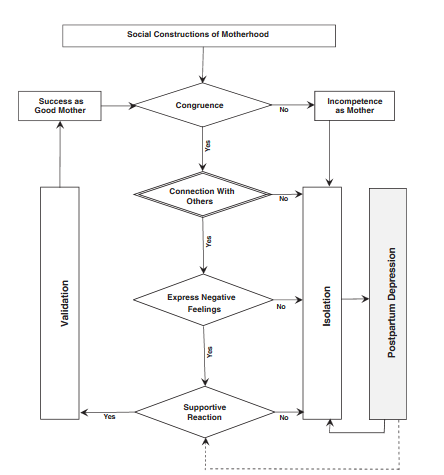 Social Constructions of Motherhood
Success as
Good Mother
Congruence
No
Incompetence
as Mother
Yes
Connection With
Others
No
Yes
Validation
Express Negative
Feelings
No
Isolation
Postpartum Depression
Yes
Supportive
Reaction
Yes
No